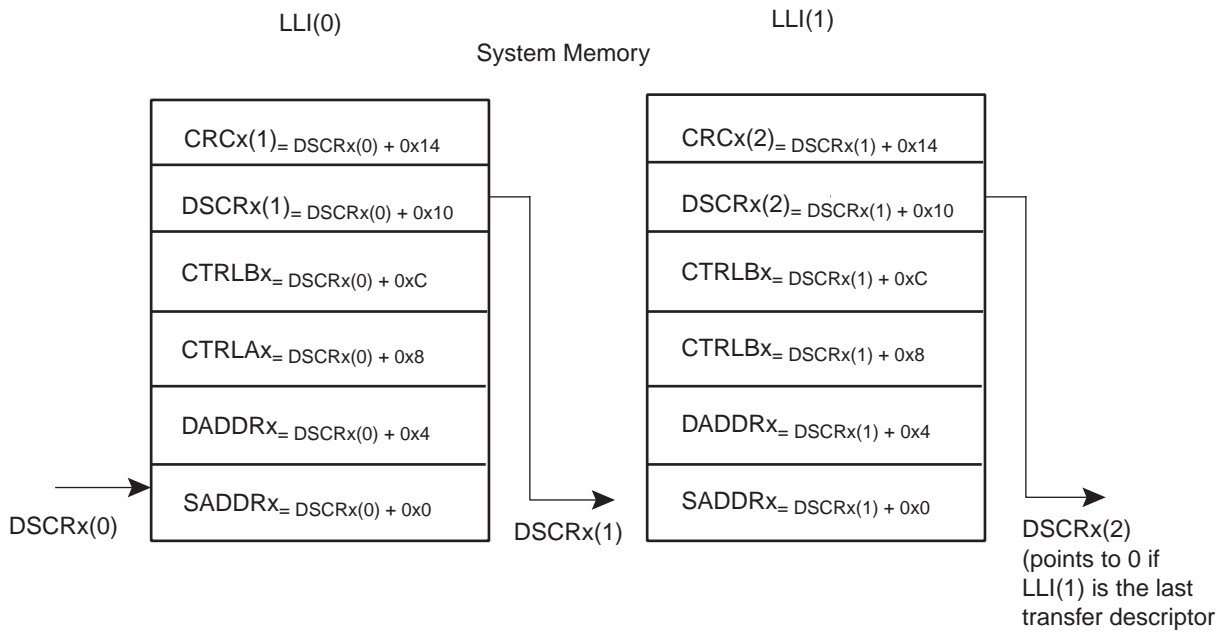 LLI(0)
LLI(1)
System Memory
CRCx(1)= DSCRx(0) + 0x14
DSCRx(1)= DSCRx(0) + 0x10
CTRLBx= DSCRx(0) + 0xC
CTRLAx= DSCRx(0) + 0x8
DADDRx= DSCRx(0) + 0x4
SADDRx= DSCRx(0) + 0x0
DSCRx(0)
DSCRx(1)
CRCx(2)= DSCRx(1) + 0x14
DSCRx(2)= DSCRx(1) + 0x10
CTRLBx= DSCRx(1) + 0xC
CTRLBx= DSCRx(1) + 0x8
DADDRx= DSCRx(1) + 0x4
SADDRx= DSCRx(1) + 0x0
DSCRx(2)
(points to 0 if
LLI(1) is the last
transfer descriptor